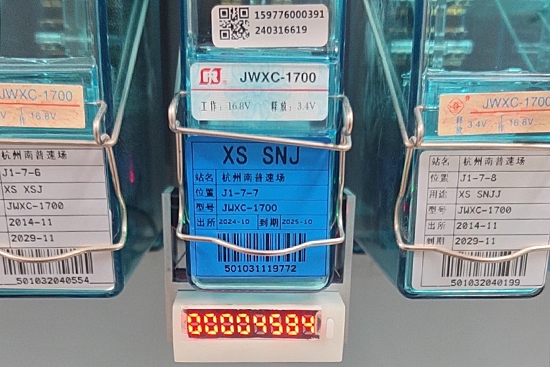 159776000391
240316619
JWXC-1700
工作: 16.8V 释放: 3.4V
XS SNJ
站名 杭州南普速场
位置 J1-7-7
型号 JWXC-1700
出所 2024-10 到期 2025-10
501031119772
00004584
JWXC-1700
16.8V
杭州南普速场
J1-7-6
XS XSJ
JWXC-1700
2014-11
2029-11
501032040554
JWXC-1700
释放 3.4V 工作 16.8V
站名 杭州南普速场
位置 J1-7-8
用途 XS SNJJ
型号 JWXC-1700
出所 2014-11
到期 2029-11
501032040199